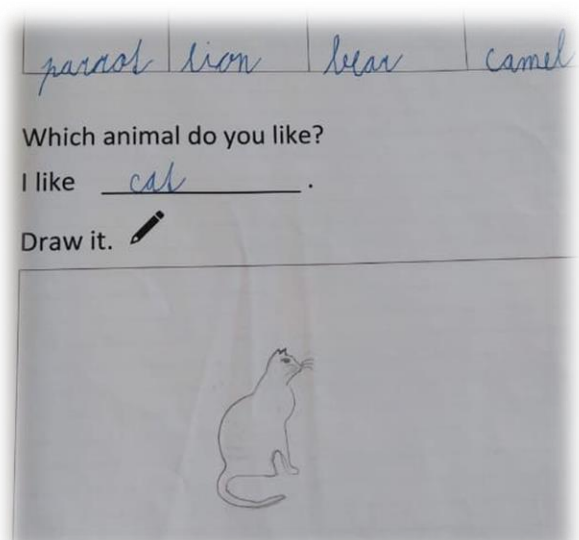 parrot lion bear camel
Which animal do you like?
I like cat .
Draw it.